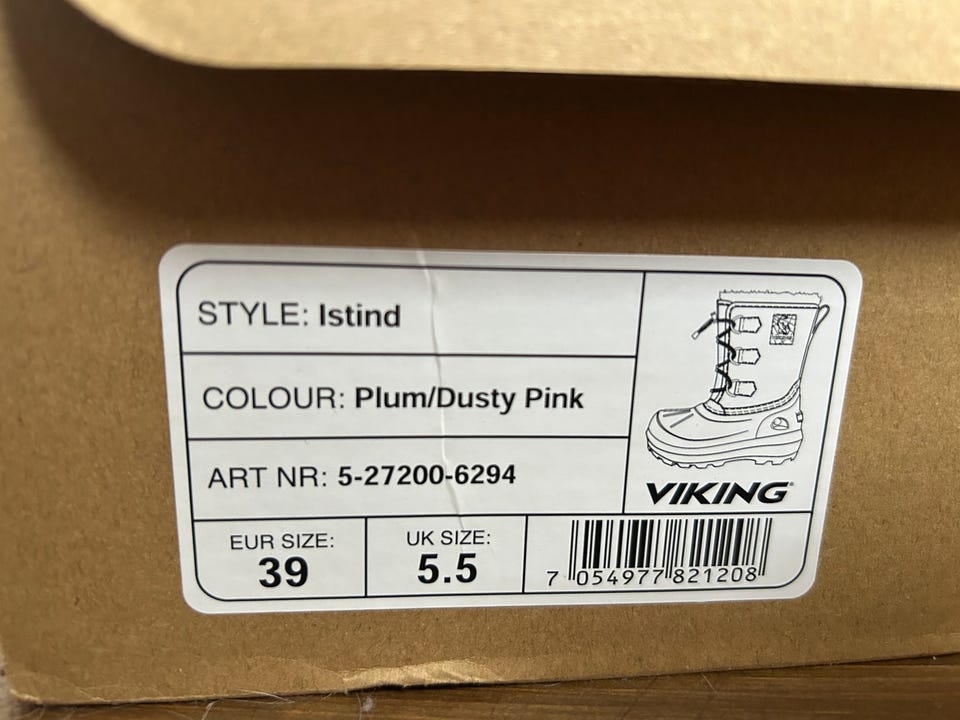 STYLE: Istind
COLOUR: Plum/Dusty Pink
ART NR: 5-27200-6294
VIKING®
EUR SIZE:
39
UK SIZE:
5.5
7 054977 821208